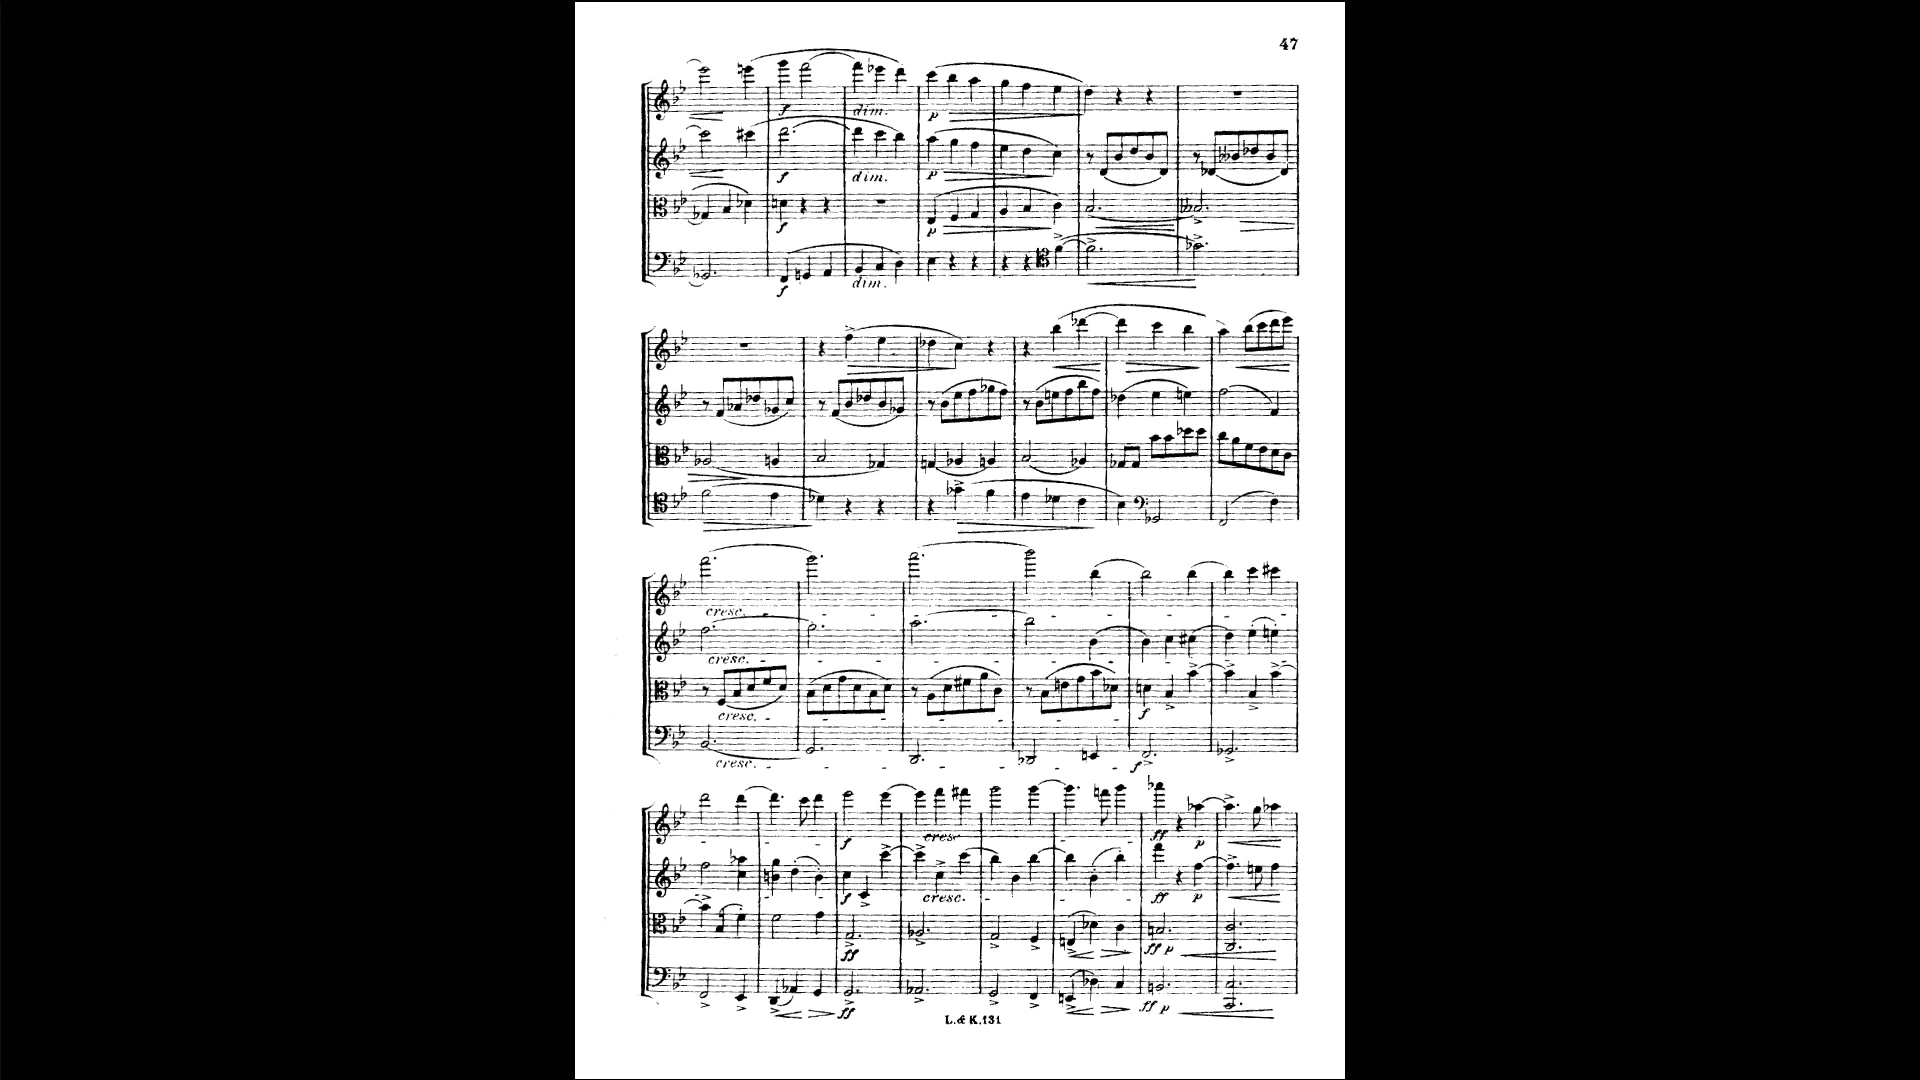 47
f dim. p
f dim. p
f p
f dim.
cresc.
cresc.
cresc. f
cresc. f
f cresc. ff p
f cresc. ff p
ff ff p
ff ff p
L. & K. 131